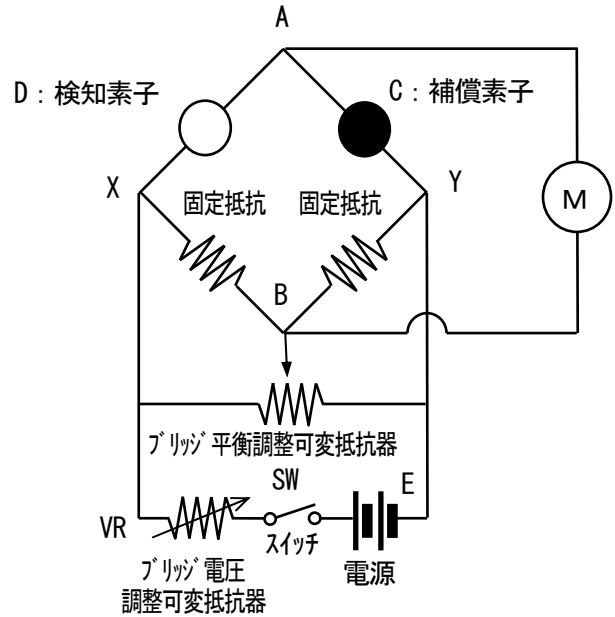 A
D：検知素子
C：補償素子
X
Y
固定抵抗
固定抵抗
M
B
ﾌﾞﾘｯｼﾞ平衡調整可変抵抗器
SW
E
VR
ｽｲｯﾁ
ﾌﾞﾘｯｼﾞ電圧
調整可変抵抗器
電源